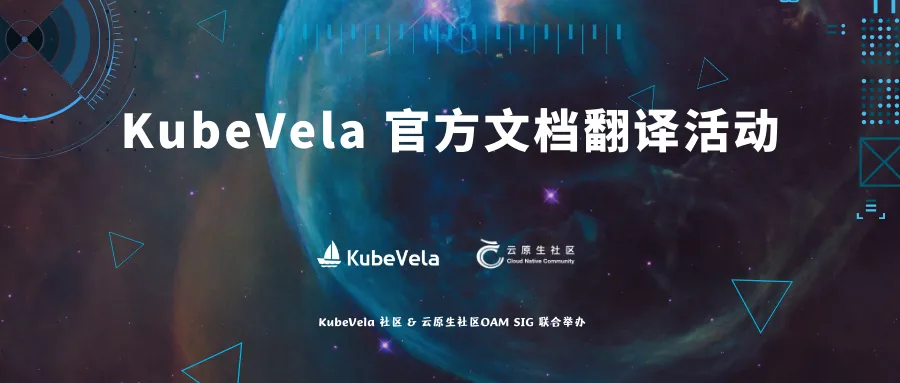 KubeVela 官方文档翻译活动
KubeVela
云原生社区
Cloud Native Community
KubeVela 社区 & 云原生社区OAM SIG 联合举办